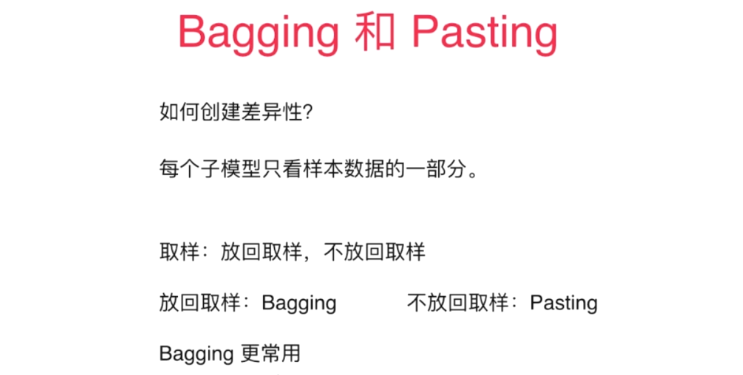 Bagging 和 Pasting
如何创建差异性?
每个子模型只看样本数据的一部分。
取样：放回取样，不放回取样
放回取样：Bagging 不放回取样：Pasting
Bagging 更常用